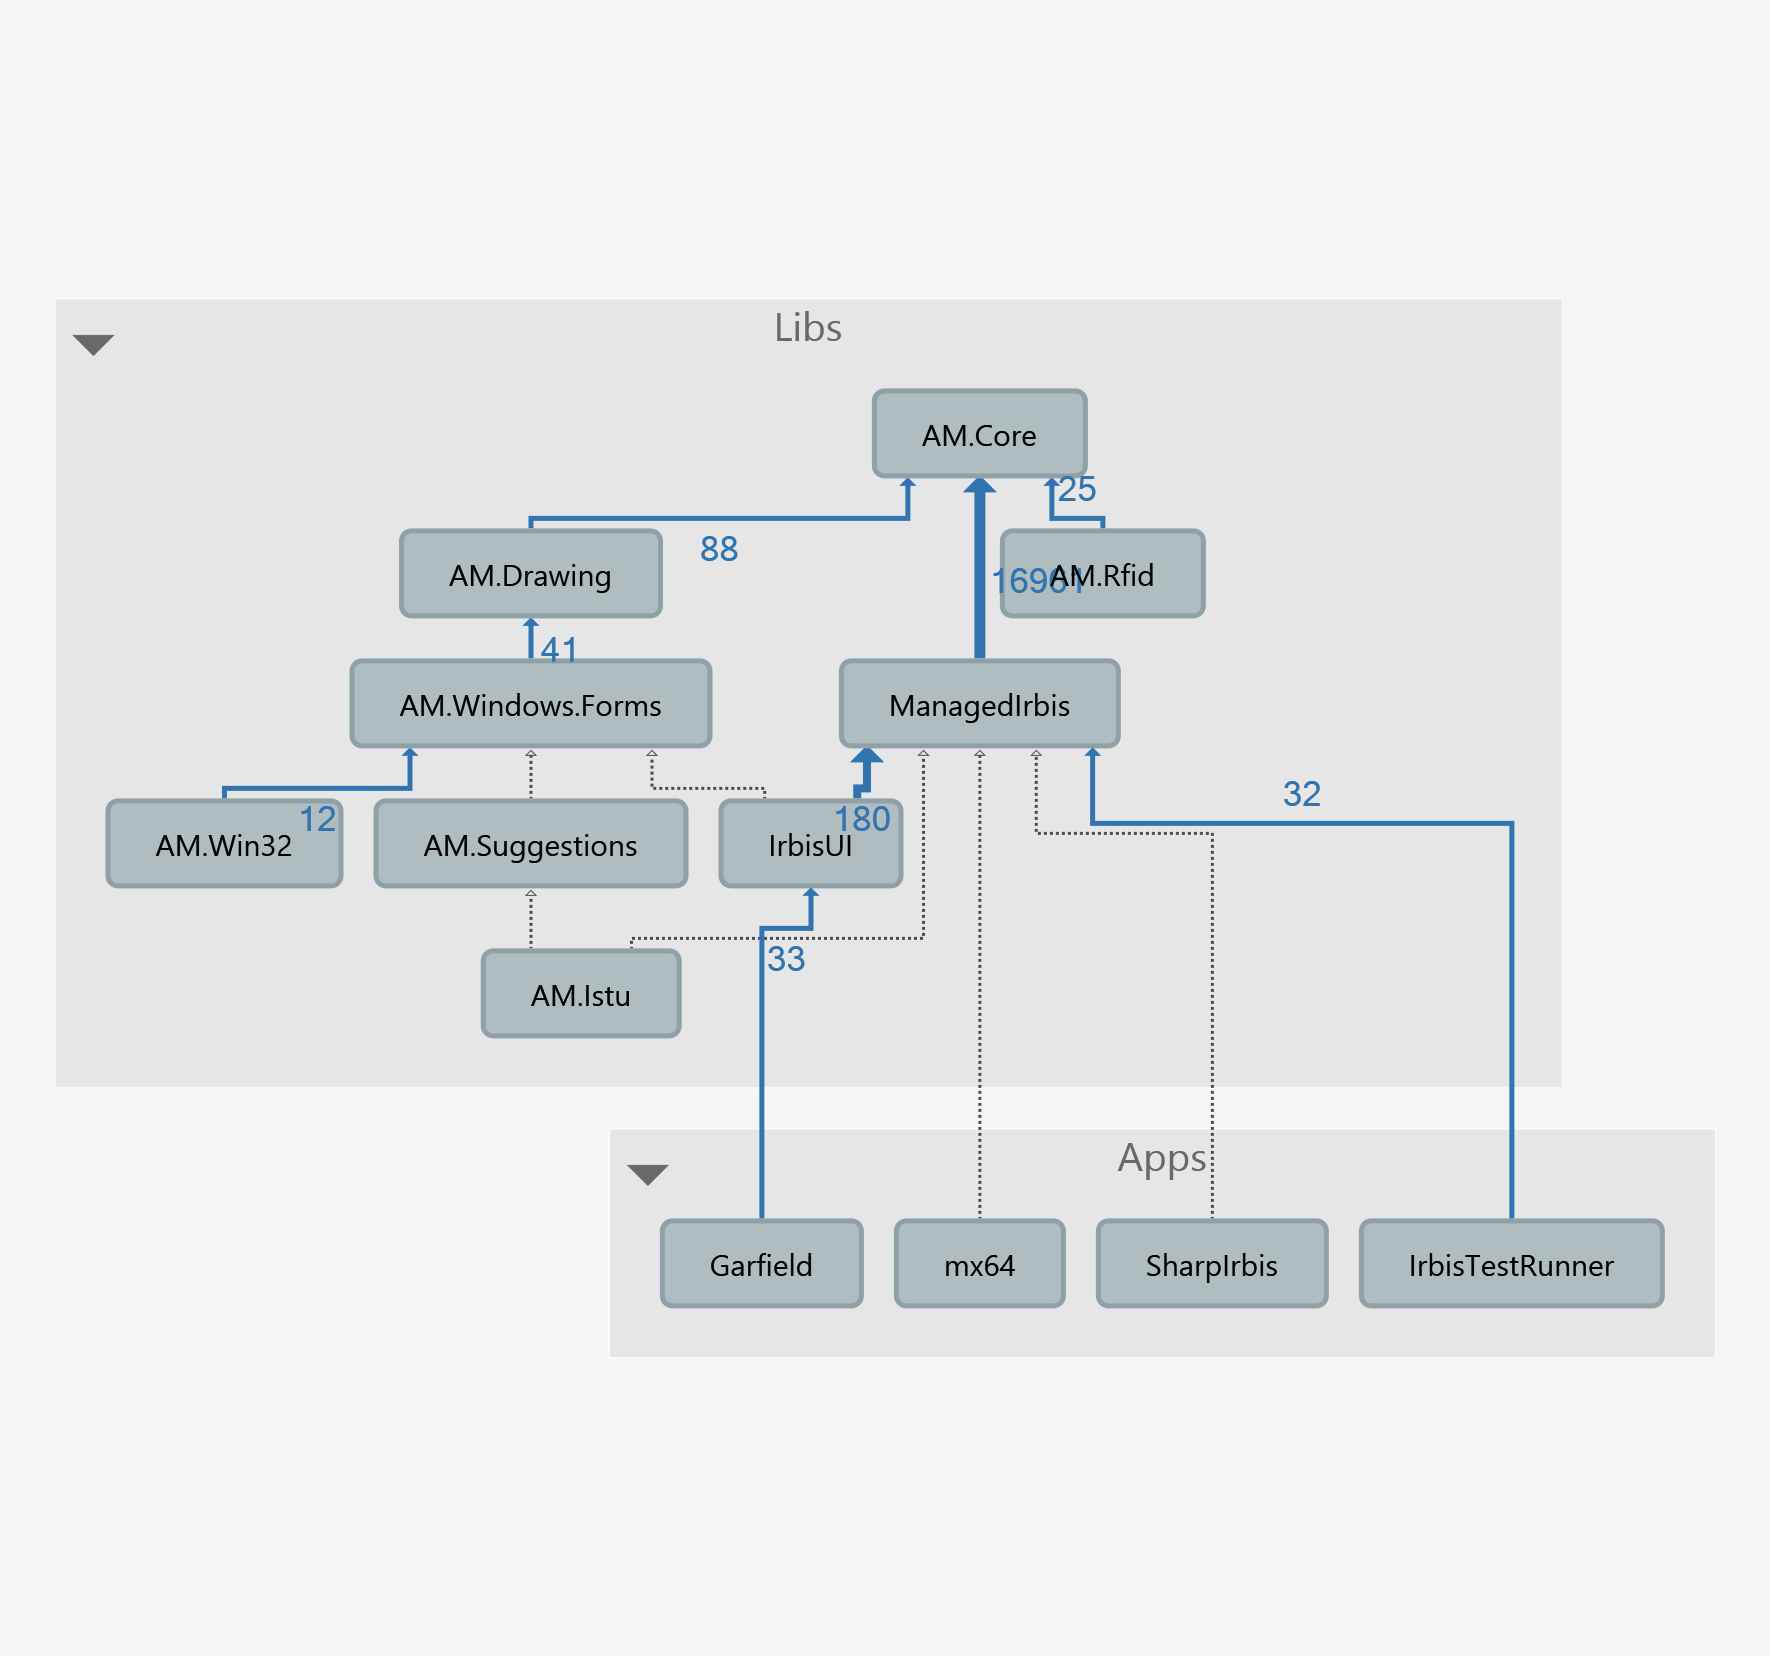 Libs
AM.Core
25
88
AM.Drawing
AM.Rfid
41
AM.Windows.Forms
ManagedIrbis
32
12
180
AM.Win32
AM.Suggestions
IrbisUI
33
AM.Istu
Apps
Garfield
mx64
SharpIrbis
IrbisTestRunner